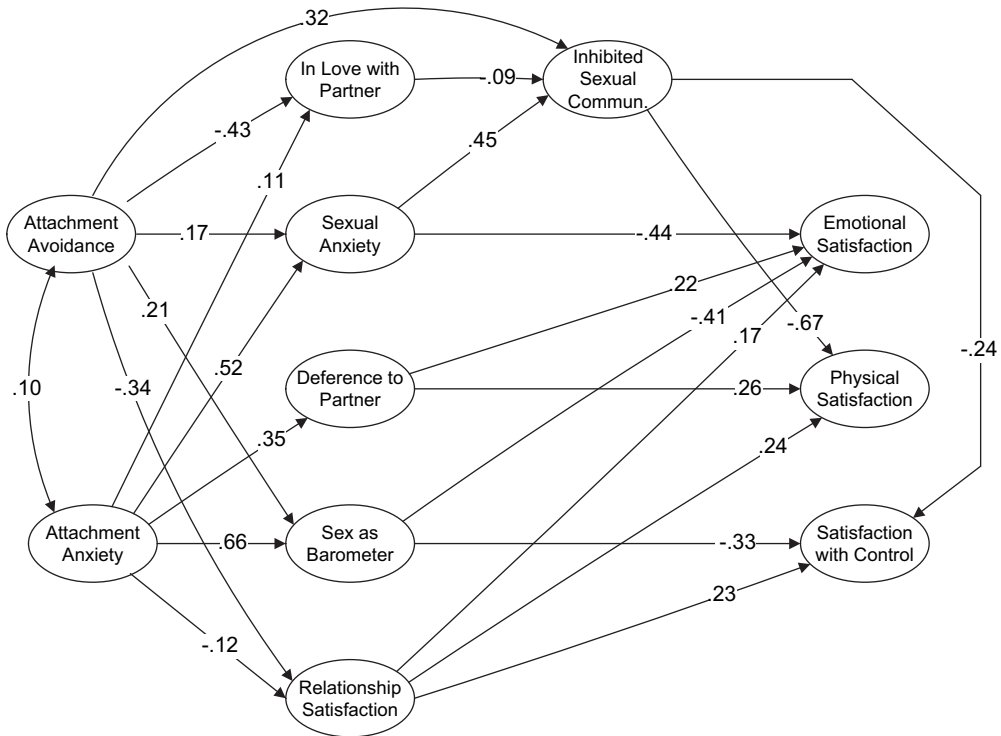 .32
In Love with
Partner
-.09
Inhibited
Sexual
Commun.
-.43
.45
.11
Attachment
Avoidance
.17
Sexual
Anxiety
-.44
Emotional
Satisfaction
.22
.21
-.41
-.67
.17
-.24
.52
.10
-.34
Deference to
Partner
.26
Physical
Satisfaction
.35
.24
Attachment
Anxiety
.66
Sex as
Barometer
-.33
Satisfaction
with Control
.23
-.12
Relationship
Satisfaction